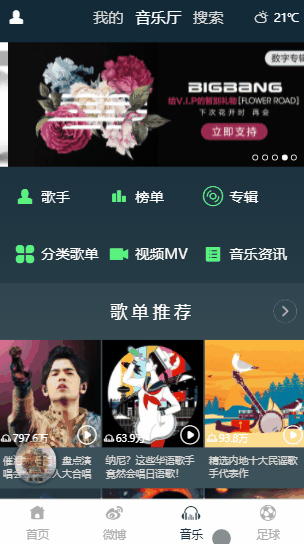 我的 音乐厅 搜索 21℃
数字专辑
BIGBANG
给V.I.P的特别礼物[FLOWER ROAD]
下次花开时 再会
立即支持
歌手 榜单 专辑
分类歌单 视频MV 音乐资讯
歌单推荐
797.6万 63.9万 93.8万
盘点演 纳尼？这些华语歌手 精选内地十大民谣歌
人大合唱 竟然会唱日语歌！ 手代表作
首页 微博 音乐 足球